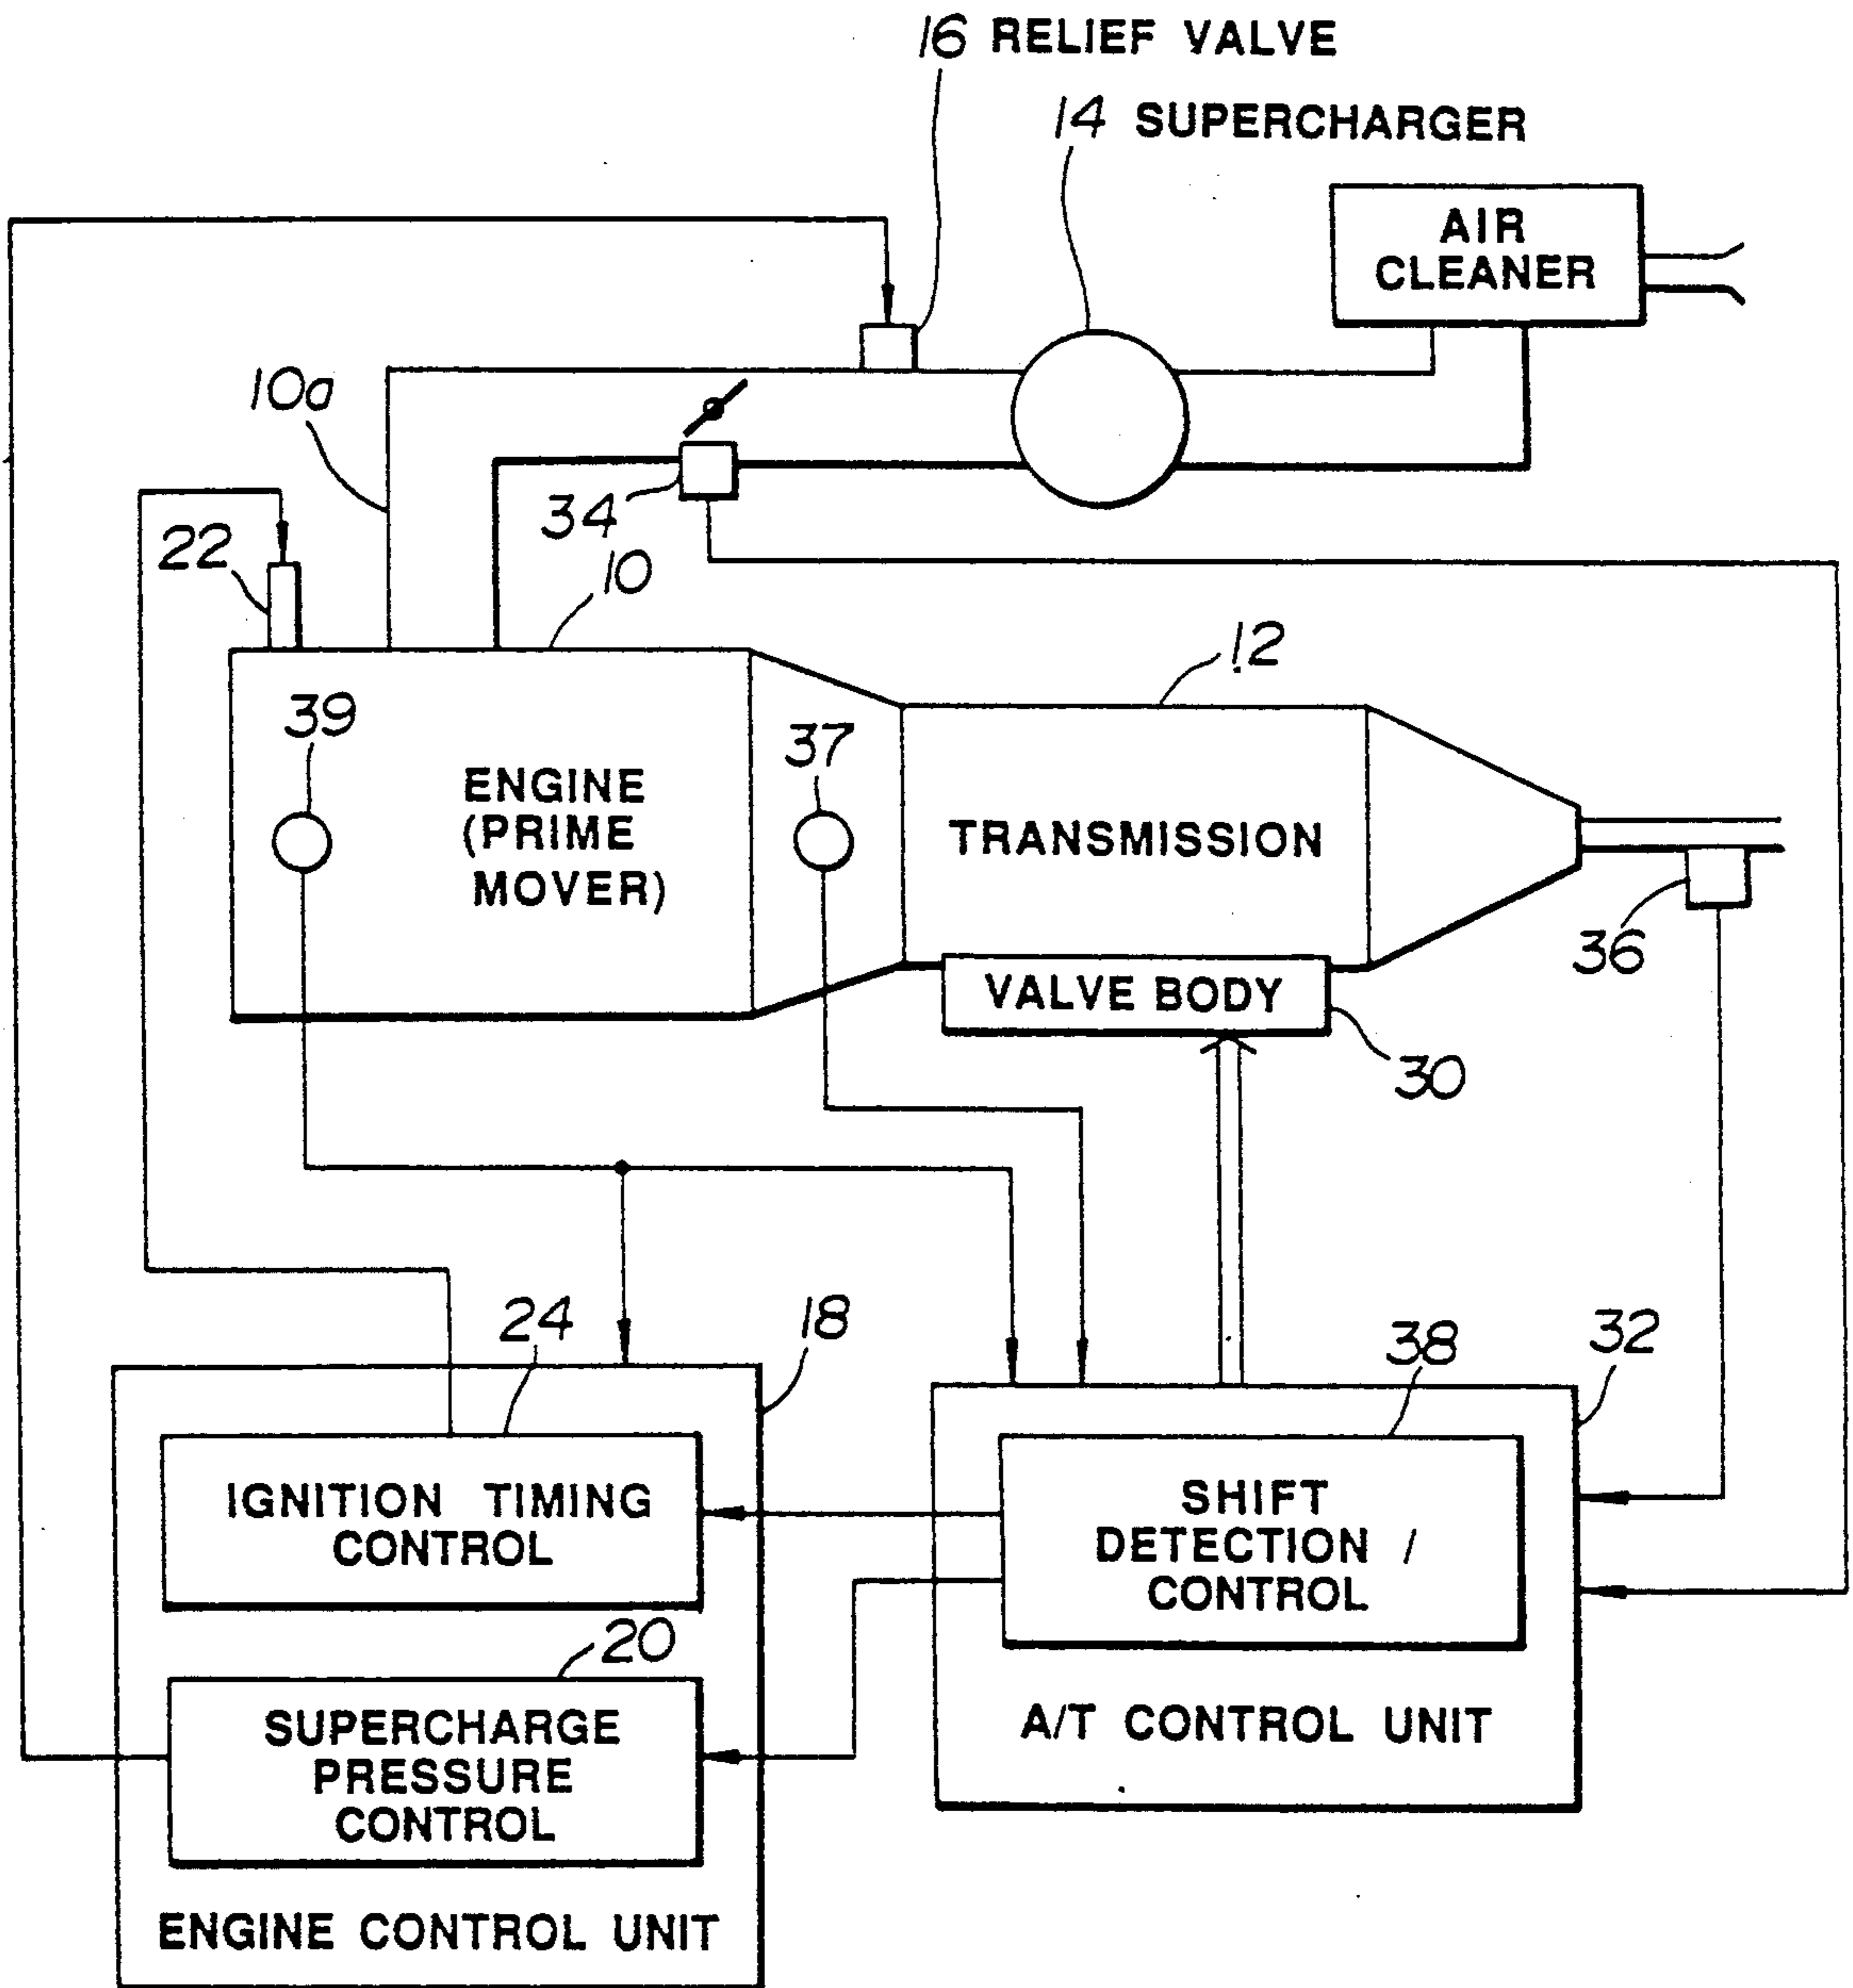 16 RELIEF VALVE
14 SUPERCHARGER
AIR
CLEANER
10a
34
22
10
12
39
37
ENGINE
(PRIME
MOVER)
TRANSMISSION
36
VALVE BODY
30
24
18
38
32
IGNITION TIMING
CONTROL
SHIFT
DETECTION /
CONTROL
20
SUPERCHARGE
PRESSURE
CONTROL
A/T CONTROL UNIT
ENGINE CONTROL UNIT